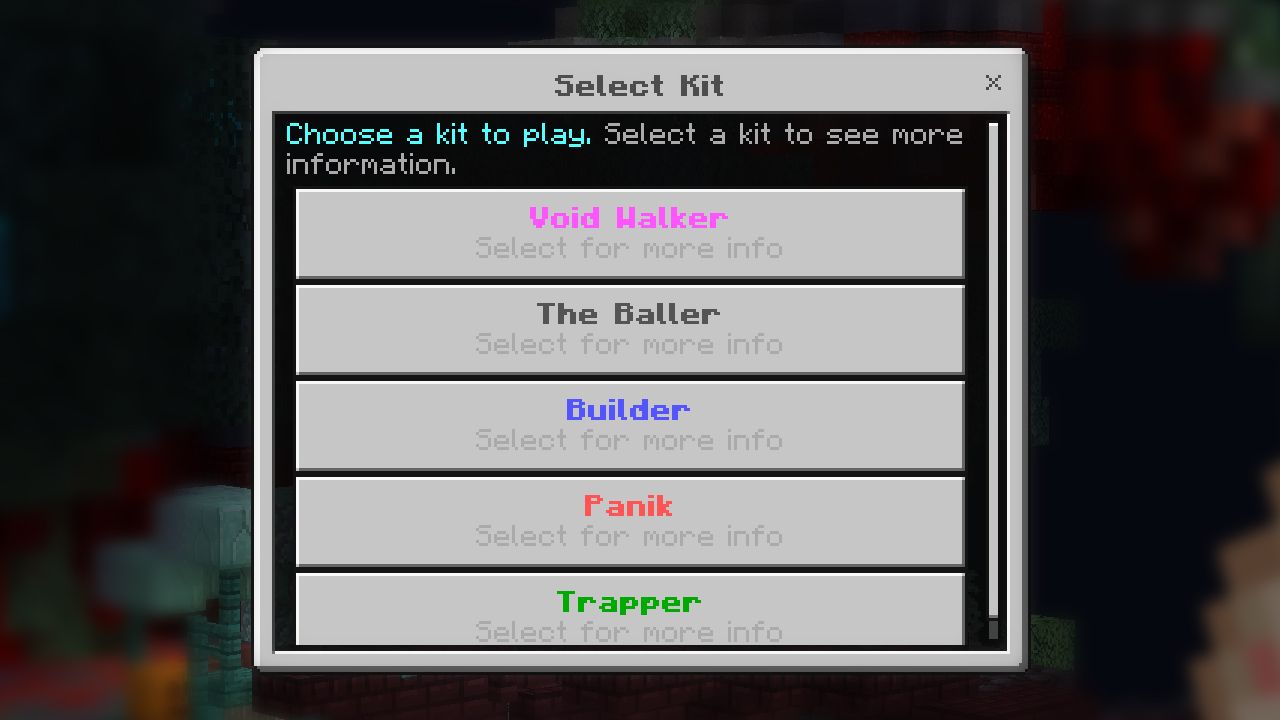 Select Kit
Choose a kit to play. Select a kit to see more
information.
Void Walker
Select for more info
The Baller
Select for more info
Builder
Select for more info
Panik
Select for more info
Trapper
Select for more info